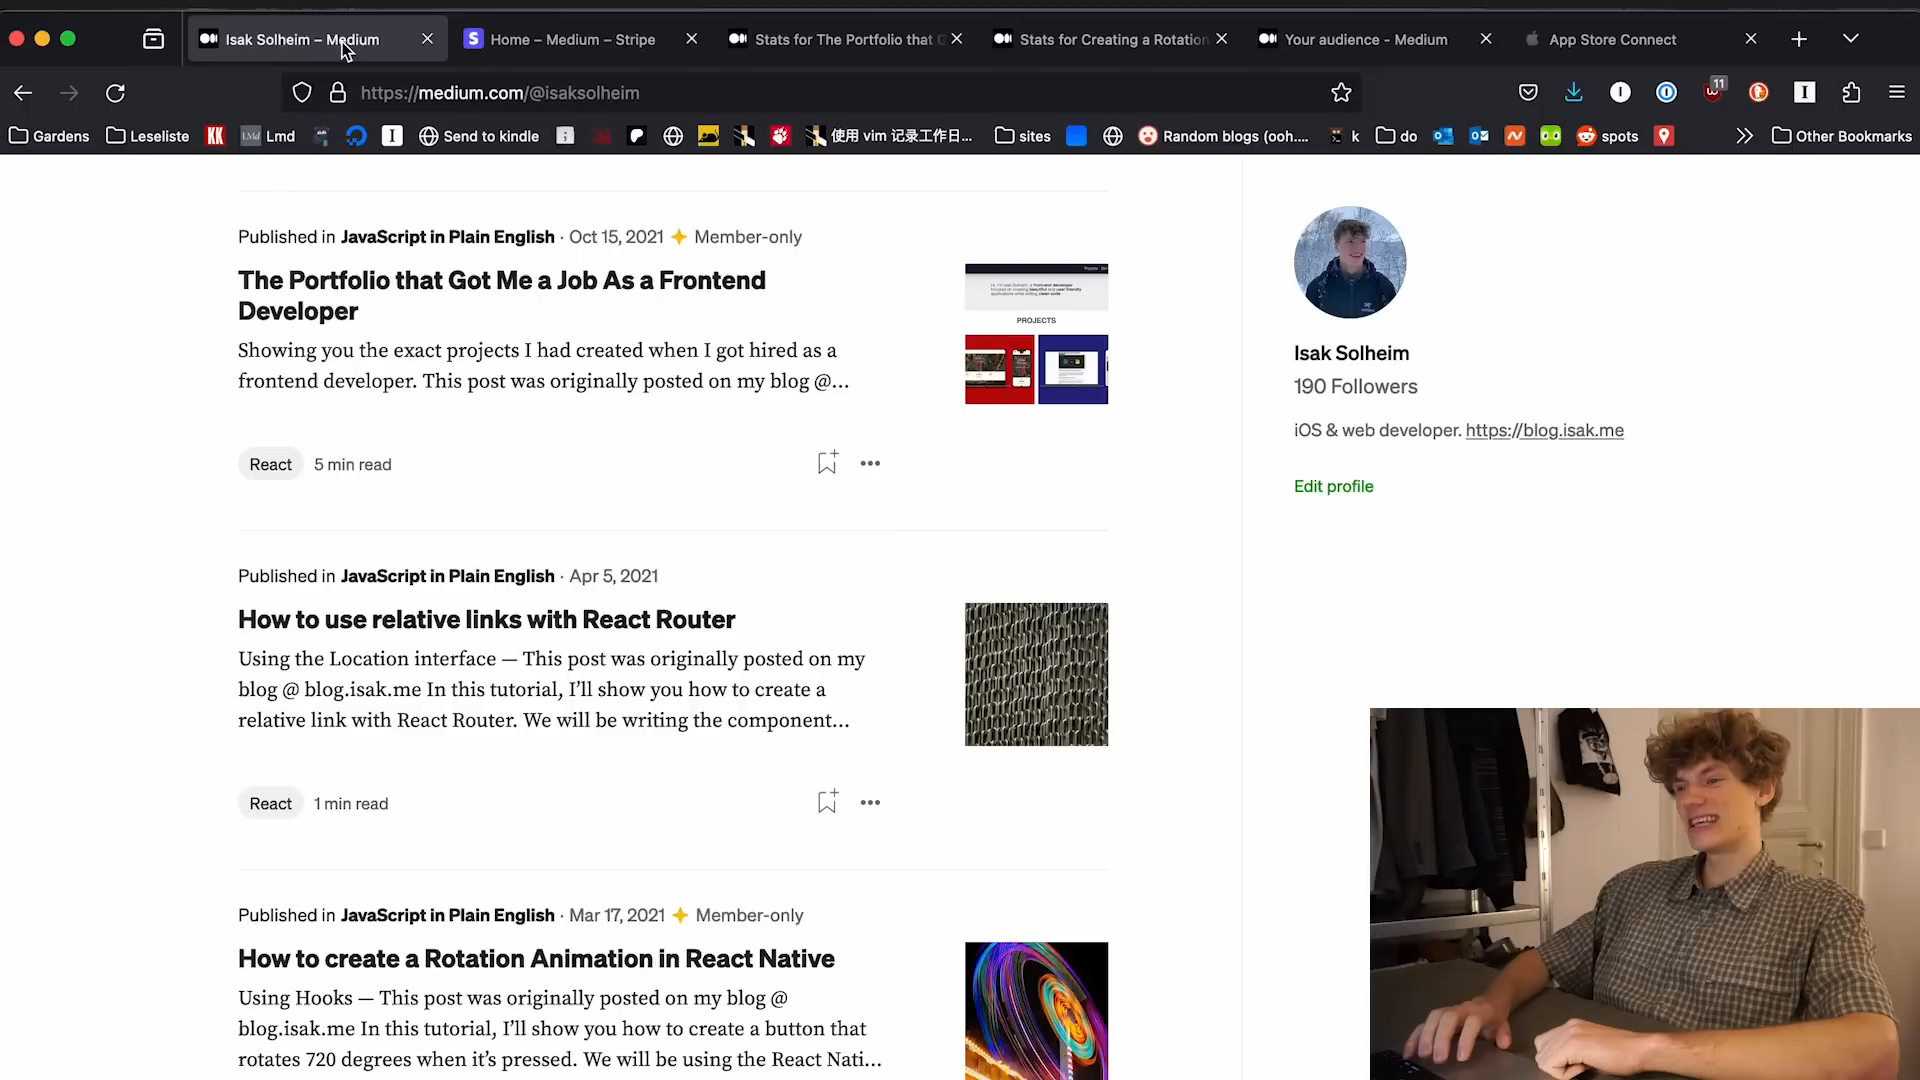 Isak Solheim – Medium
Home – Medium – Stripe
Stats for The Portfolio that G
Stats for Creating a Rotation
Your audience - Medium
App Store Connect
https://medium.com/@isaksolheim
11
Gardens
Leseliste
KK
LMd
Lmd
Send to kindle
使用 vim 记录工作日...
sites
Random blogs (ooh....
k
do
spots
Other Bookmarks
Published in JavaScript in Plain English · Oct 15, 2021 Member-only
The Portfolio that Got Me a Job As a Frontend
Developer
Showing you the exact projects I had created when I got hired as a
frontend developer. This post was originally posted on my blog @...
PROJECTS
React 5 min read
Isak Solheim
190 Followers
iOS & web developer. https://blog.isak.me
Edit profile
Published in JavaScript in Plain English · Apr 5, 2021
How to use relative links with React Router
Using the Location interface — This post was originally posted on my
blog @ blog.isak.me In this tutorial, I’ll show you how to create a
relative link with React Router. We will be writing the component...
React 1 min read
Published in JavaScript in Plain English · Mar 17, 2021 Member-only
How to create a Rotation Animation in React Native
Using Hooks — This post was originally posted on my blog @
blog.isak.me In this tutorial, I’ll show you how to create a button that
rotates 720 degrees when it’s pressed. We will be using the React Nati...